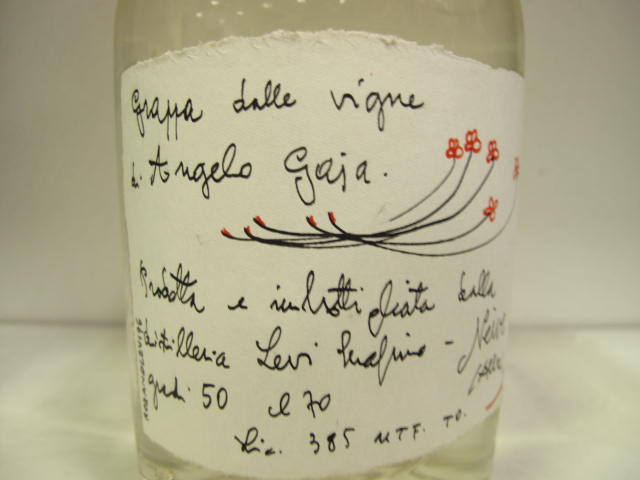 Grappa dalle vigne
di Angelo Gaja.
Prodotta e imbottigliata dalla
Distilleria Levi Serafino - Neive
gradi 50 cl 70
Lic. 385 UTF. TO.